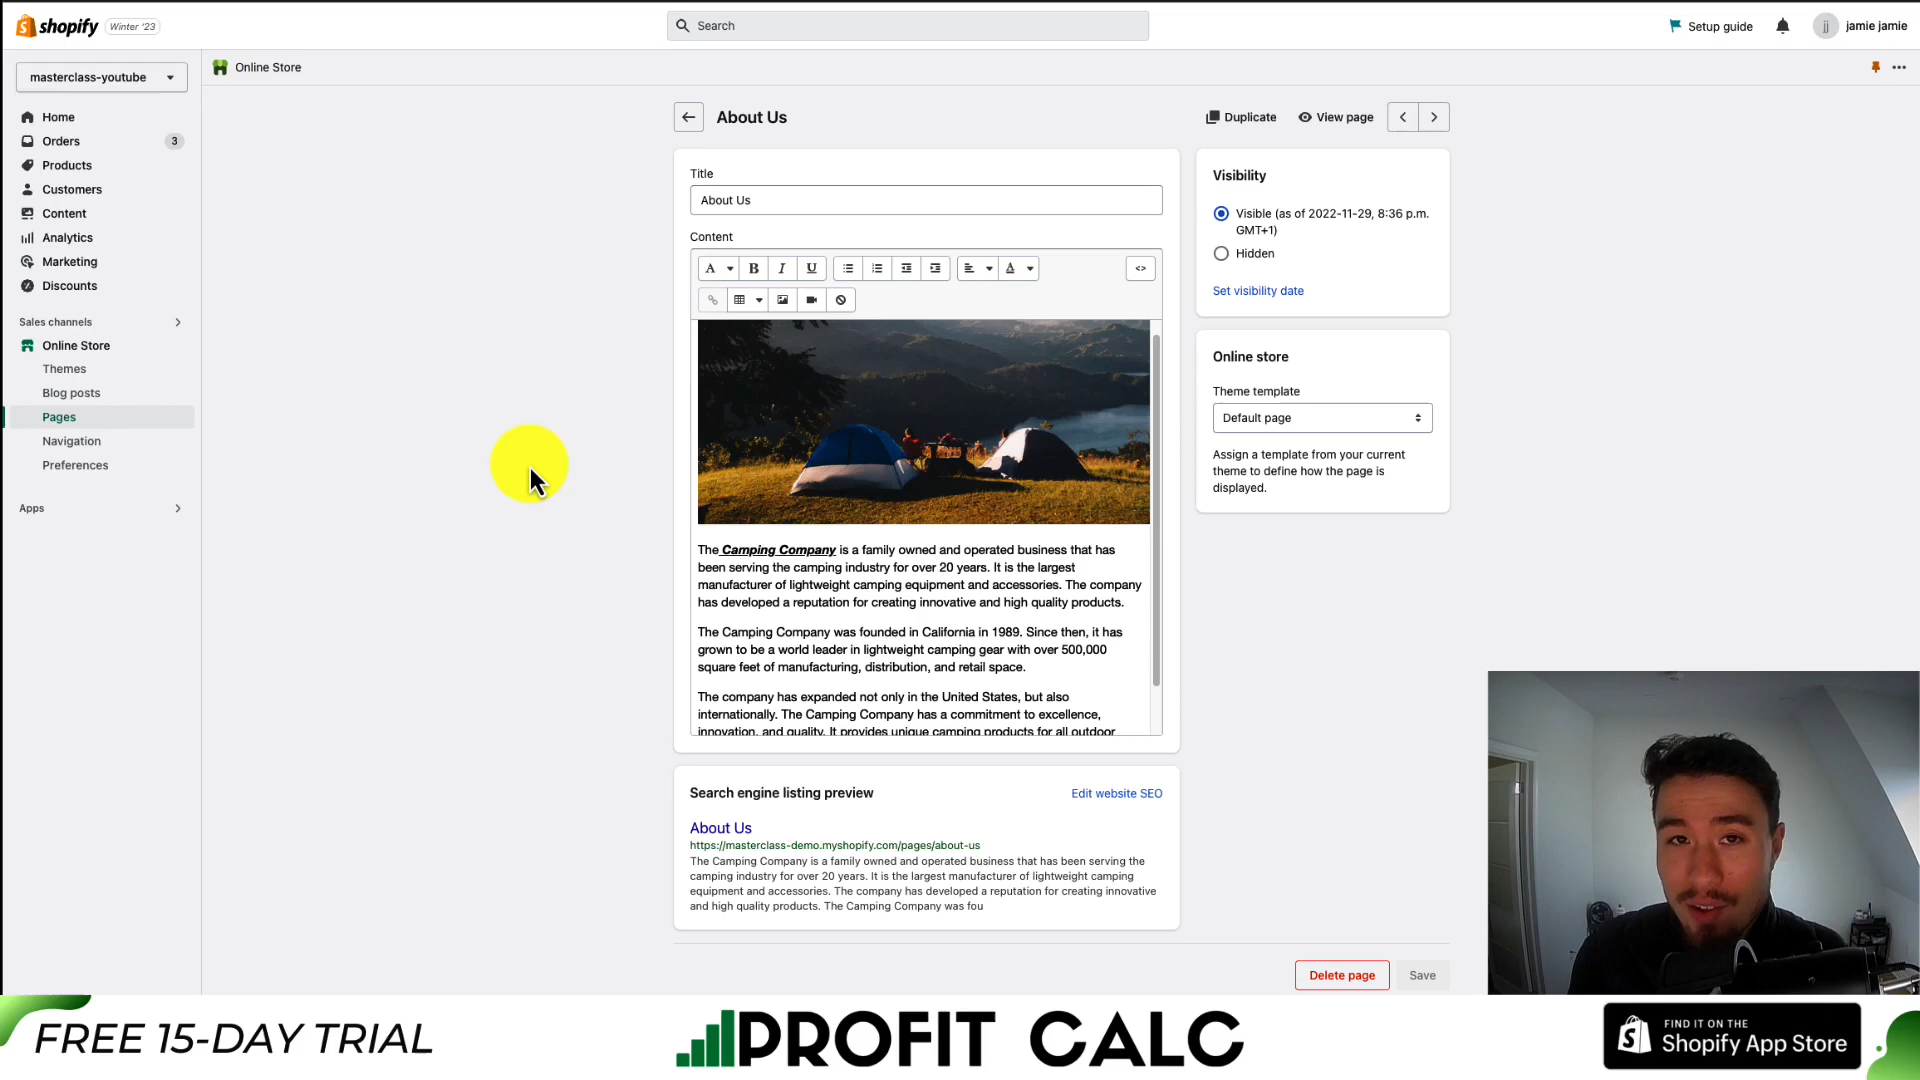 shopify
Winter '23
Search
Setup guide
jj
jamie jamie
masterclass-youtube
Online Store
Home
Orders
3
Products
Customers
Content
Analytics
Marketing
Discounts
Sales channels
Online Store
Themes
Blog posts
Pages
Navigation
Preferences
Apps
About Us
Duplicate
View page
Title
About Us
Content
A
B
I
U
A
<>
The Camping Company is a family owned and operated business that has
been serving the camping industry for over 20 years. It is the largest
manufacturer of lightweight camping equipment and accessories. The company
has developed a reputation for creating innovative and high quality products.
The Camping Company was founded in California in 1989. Since then, it has
grown to be a world leader in lightweight camping gear with over 500,000
square feet of manufacturing, distribution, and retail space.
The company has expanded not only in the United States, but also
internationally. The Camping Company has a commitment to excellence,
innovation, and quality. It provides unique camping products for all outdoor
Visibility
Visible (as of 2022-11-29, 8:36 p.m.
GMT+1)
Hidden
Set visibility date
Online store
Theme template
Default page
Assign a template from your current
theme to define how the page is
displayed.
Search engine listing preview
Edit website SEO
About Us
https://masterclass-demo.myshopify.com/pages/about-us
The Camping Company is a family owned and operated business that has been serving the
camping industry for over 20 years. It is the largest manufacturer of lightweight camping
equipment and accessories. The company has developed a reputation for creating innovative
and high quality products. The Camping Company was fou
Delete page
Save
FREE 15-DAY TRIAL
PROFIT CALC
FIND IT ON THE
Shopify App Store